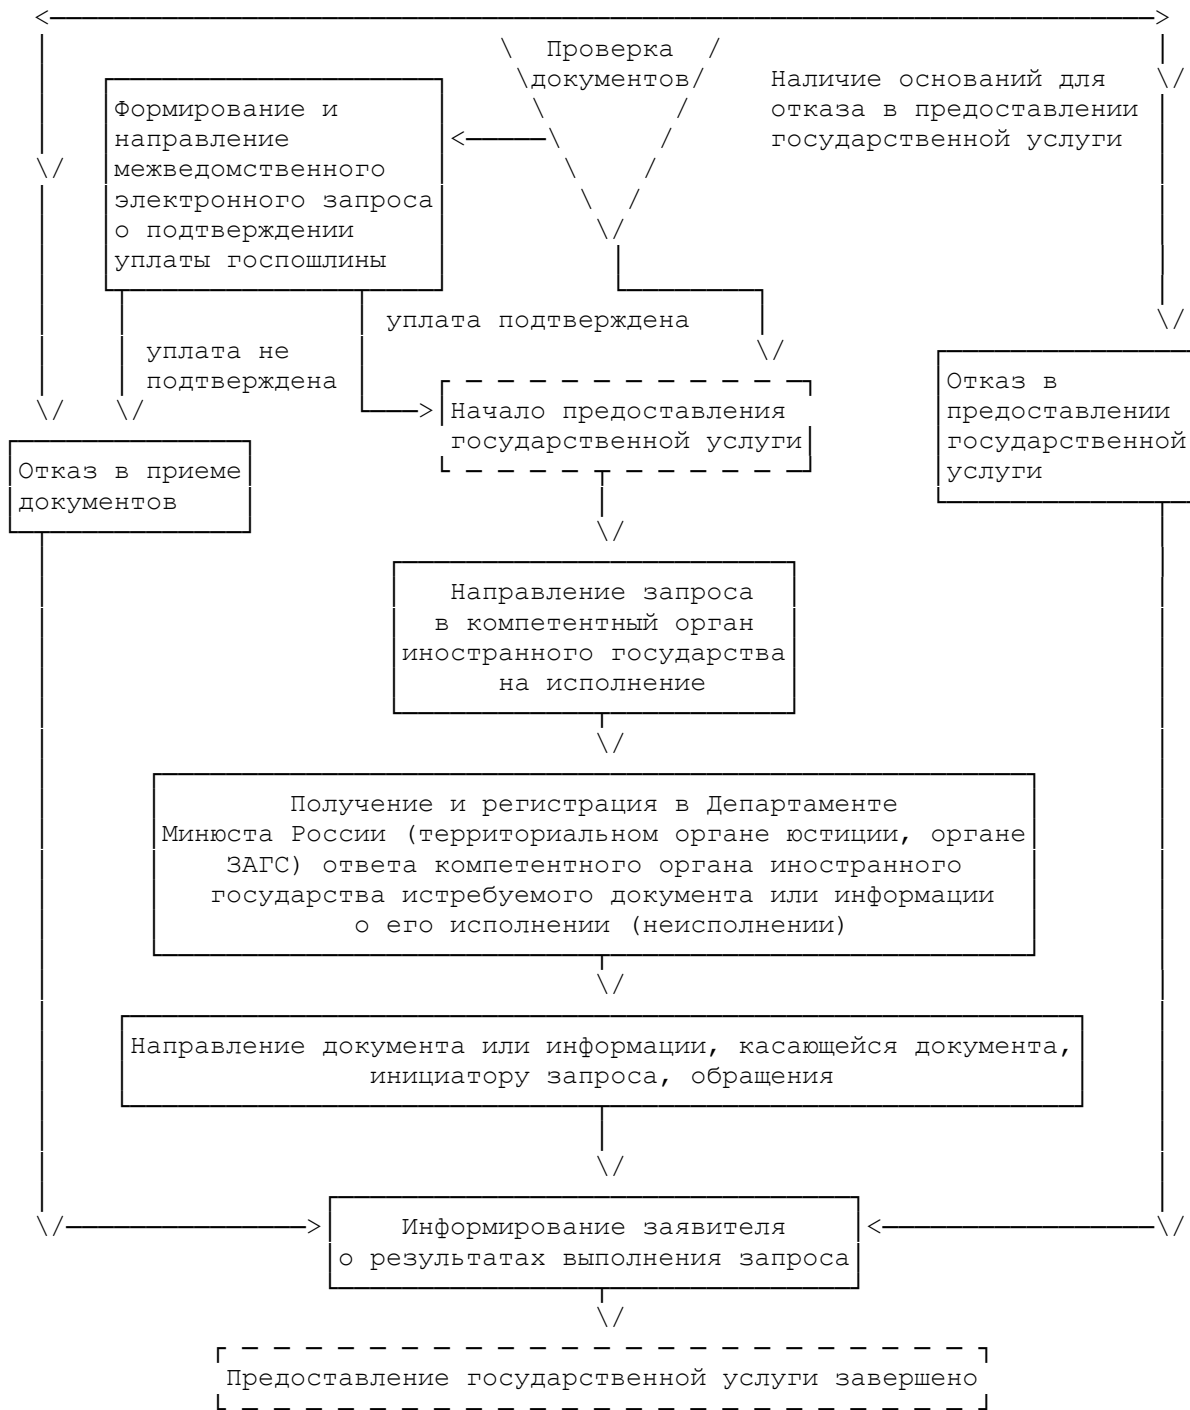 Проверка
документов
Наличие оснований для
отказа в предоставлении
государственной услуги
Формирование и
направление
межведомственного
электронного запроса
о подтверждении
уплаты госпошлины
уплата подтверждена
уплата не
подтверждена
Начало предоставления
государственной услуги
Отказ в
предоставлении
государственной
услуги
Отказ в приеме
документов
Направление запроса
в компетентный орган
иностранного государства
на исполнение
Получение и регистрация в Департаменте
Минюста России (территориальном органе юстиции, органе
ЗАГС) ответа компетентного органа иностранного
государства истребуемого документа или информации
о его исполнении (неисполнении)
Направление документа или информации, касающейся документа,
инициатору запроса, обращения
Информирование заявителя
о результатах выполнения запроса
Предоставление государственной услуги завершено